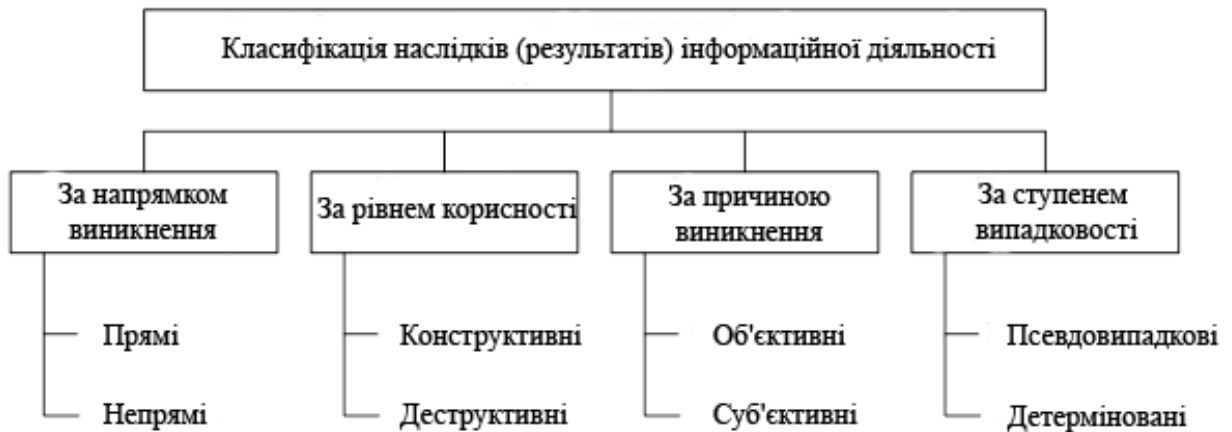 Класифікація наслідків (результатів) інформаційної діяльності
За напрямком
виникнення
За рівнем корисності
За причиною
виникнення
За ступенем
випадковості
Прямі
Непрямі
Конструктивні
Деструктивні
Об'єктивні
Суб'єктивні
Псевдовипадкові
Детерміновані